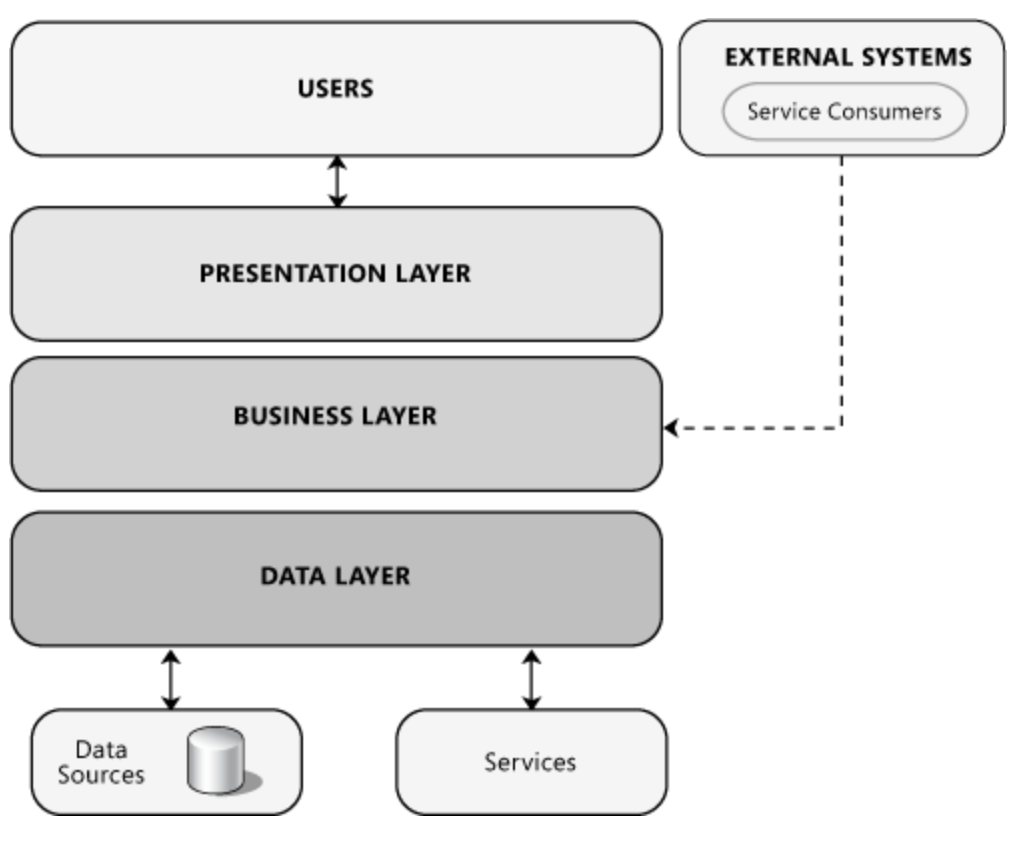 USERS
EXTERNAL SYSTEMS
Service Consumers
PRESENTATION LAYER
BUSINESS LAYER
DATA LAYER
Data
Sources
Services